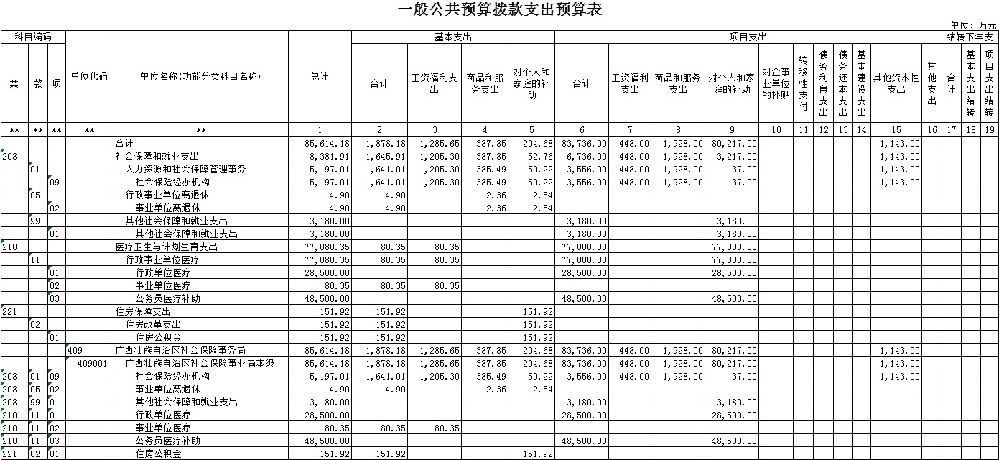 一般公共预算拨款支出预算表
单位：万元
科目编码 单位代码 单位名称(功能分类科目名称) 总计 基本支出 项目支出 结转下年支
类 款 项 合计 工资福利支出 商品和服务支出 对个人和家庭的补助 合计 工资福利支出 商品和服务支出 对个人和家庭的补助 对企事业单位的补贴 转移性支付 债务利息支出 债务还本支出 基本建设支出 其他资本性支出 其他支出 合计 基本支出结转 项目支出结转
** ** ** ** ** 1 2 3 4 5 6 7 8 9 10 11 12 13 14 15 16 17 18 19
合计 85,614.18 1,878.18 1,285.65 387.85 204.68 83,736.00 448.00 1,928.00 80,217.00 1,143.00
208 社会保障和就业支出 8,381.91 1,645.91 1,205.30 387.85 52.76 6,736.00 448.00 1,928.00 3,217.00 1,143.00
01 人力资源和社会保障管理事务 5,197.01 1,641.01 1,205.30 385.49 50.22 3,556.00 448.00 1,928.00 37.00 1,143.00
09 社会保险经办机构 5,197.01 1,641.01 1,205.30 385.49 50.22 3,556.00 448.00 1,928.00 37.00 1,143.00
05 行政事业单位离退休 4.90 4.90 2.36 2.54
02 事业单位离退休 4.90 4.90 2.36 2.54
99 其他社会保障和就业支出 3,180.00 3,180.00 3,180.00
01 其他社会保障和就业支出 3,180.00 3,180.00 3,180.00
210 医疗卫生与计划生育支出 77,080.35 80.35 80.35 77,000.00 77,000.00
11 行政事业单位医疗 77,080.35 80.35 80.35 77,000.00 77,000.00
01 行政单位医疗 28,500.00 28,500.00 28,500.00
02 事业单位医疗 80.35 80.35 80.35
03 公务员医疗补助 48,500.00 48,500.00 48,500.00
221 住房保障支出 151.92 151.92 151.92
02 住房改革支出 151.92 151.92 151.92
01 住房公积金 151.92 151.92 151.92
409 广西壮族自治区社会保险事务局 85,614.18 1,878.18 1,285.65 387.85 204.68 83,736.00 448.00 1,928.00 80,217.00 1,143.00
409001 广西壮族自治区社会保险事业局本级 85,614.18 1,878.18 1,285.65 387.85 204.68 83,736.00 448.00 1,928.00 80,217.00 1,143.00
208 01 09 社会保险经办机构 5,197.01 1,641.01 1,205.30 385.49 50.22 3,556.00 448.00 1,928.00 37.00 1,143.00
208 05 02 事业单位离退休 4.90 4.90 2.36 2.54
208 99 01 其他社会保障和就业支出 3,180.00 3,180.00 3,180.00
210 11 01 行政单位医疗 28,500.00 28,500.00 28,500.00
210 11 02 事业单位医疗 80.35 80.35 80.35
210 11 03 公务员医疗补助 48,500.00 48,500.00 48,500.00
221 02 01 住房公积金 151.92 151.92 151.92